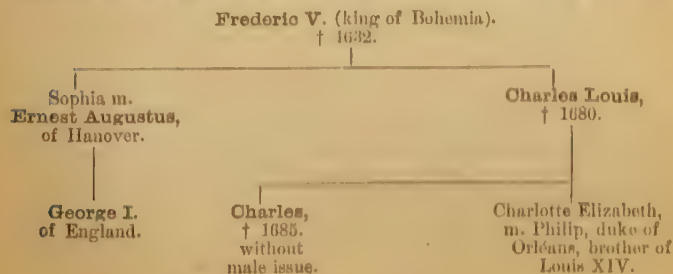 Frederic V. (king of Bohemia).
† 1632.
Sophia m.
Ernest Augustus,
of Hanover.
Charles Louis,
† 1680.
George I.
of England.
Charles,
† 1685.
without
male issue.
Charlotte Elizabeth,
m. Philip, duke of
Orléans, brother of
Louis XIV.